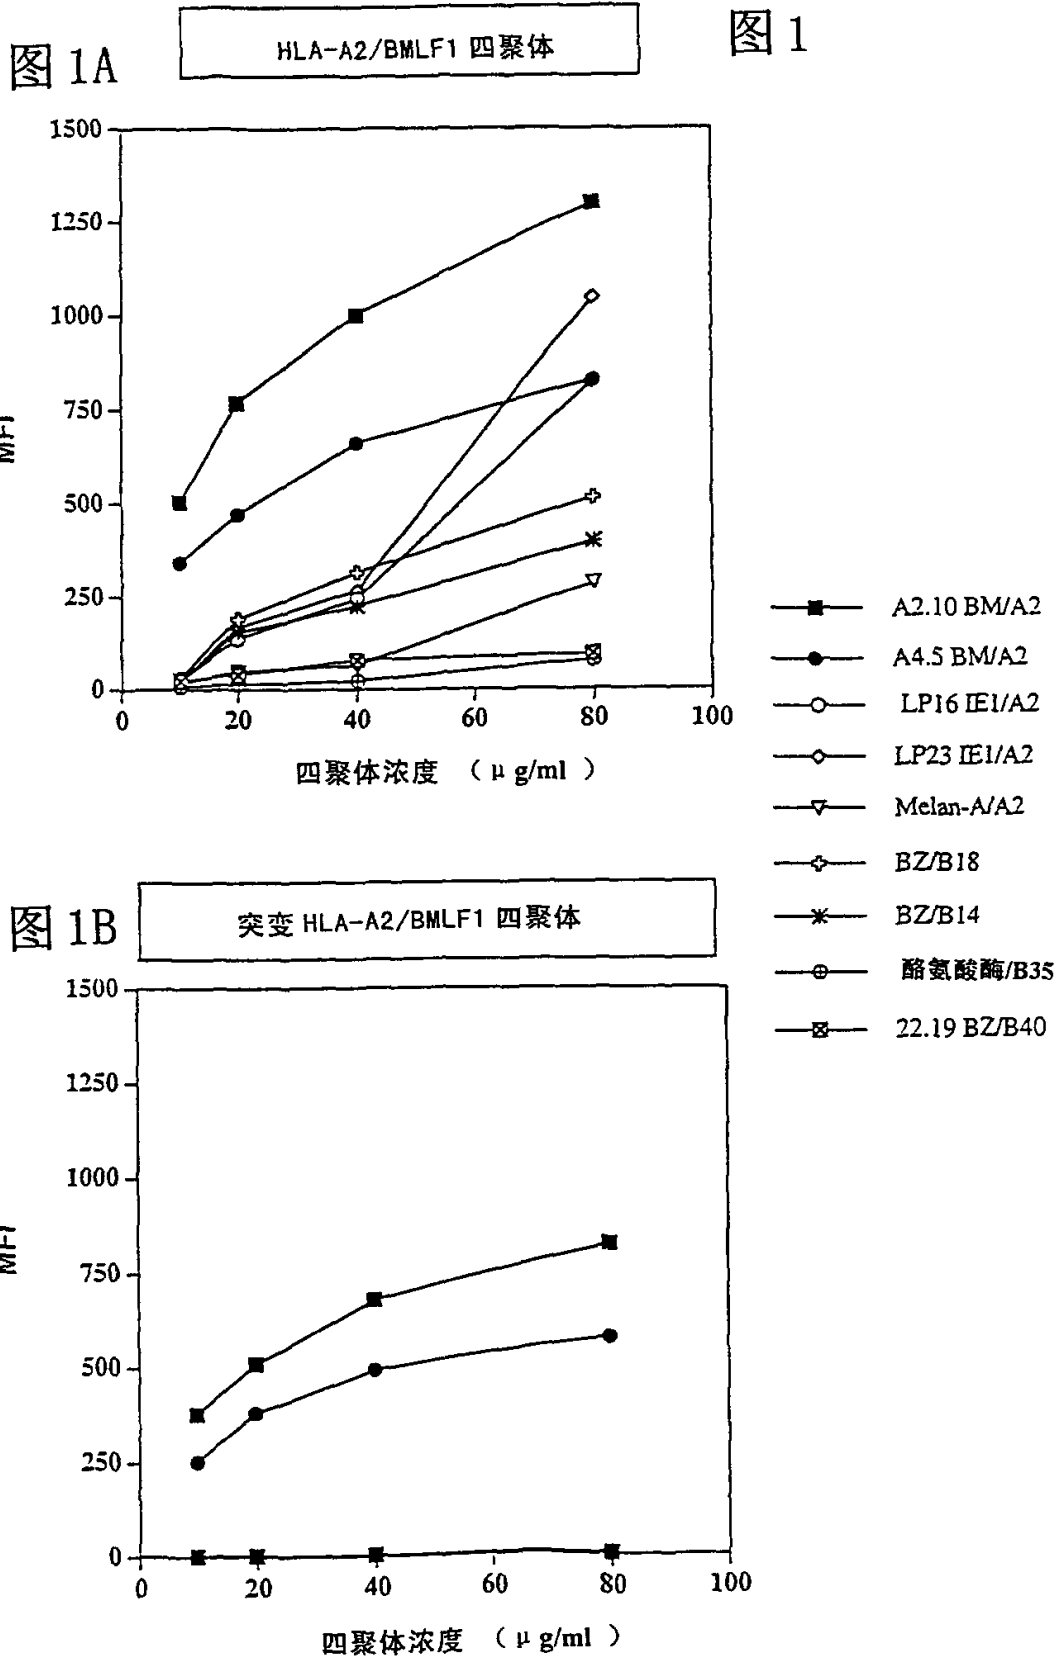 图 1
图 1A
HLA-A2/BMLF1 四聚体
1500
1250
1000
750
500
250
0
MFI
0 20 40 60 80 100
四聚体浓度 （μ g/ml ）
A2.10 BM/A2
A4.5 BM/A2
LP16 IE1/A2
LP23 IE1/A2
Melan-A/A2
BZ/B18
BZ/B14
酪氨酸酶/B35
22.19 BZ/B40
图 1B
突变 HLA-A2/BMLF1 四聚体
1500
1250
1000
750
500
250
0
MFI
0 20 40 60 80 100
四聚体浓度 （μ g/ml ）